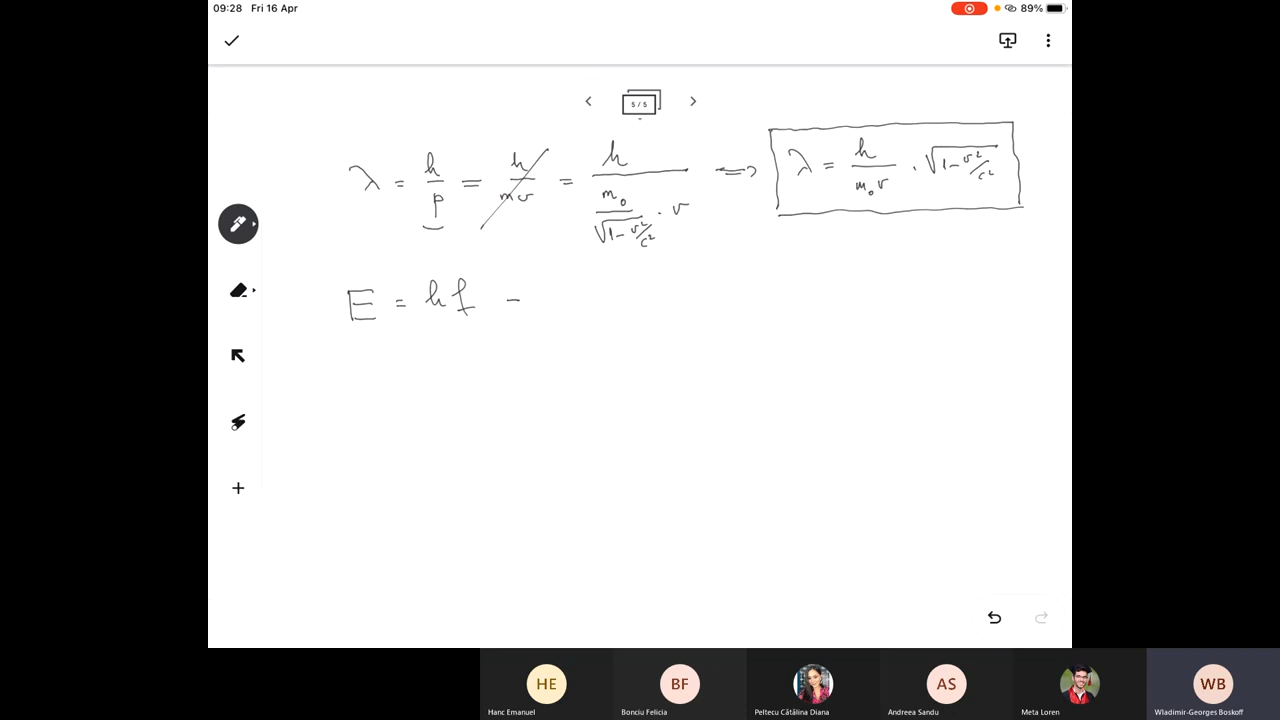 09:28 Fri 16 Apr 89%
5 / 5
λ = h/p = h/mv = h / (m₀/√(1-v²/c²) · v) ⟺ λ = h/m₀v · √(1-v²/c²)
E = hf -
HE BF AS WB
Hanc Emanuel Bonciu Felicia Peltecu Cătălina Diana Andreea Sandu Meta Loren Wladimir-Georges Boskoff